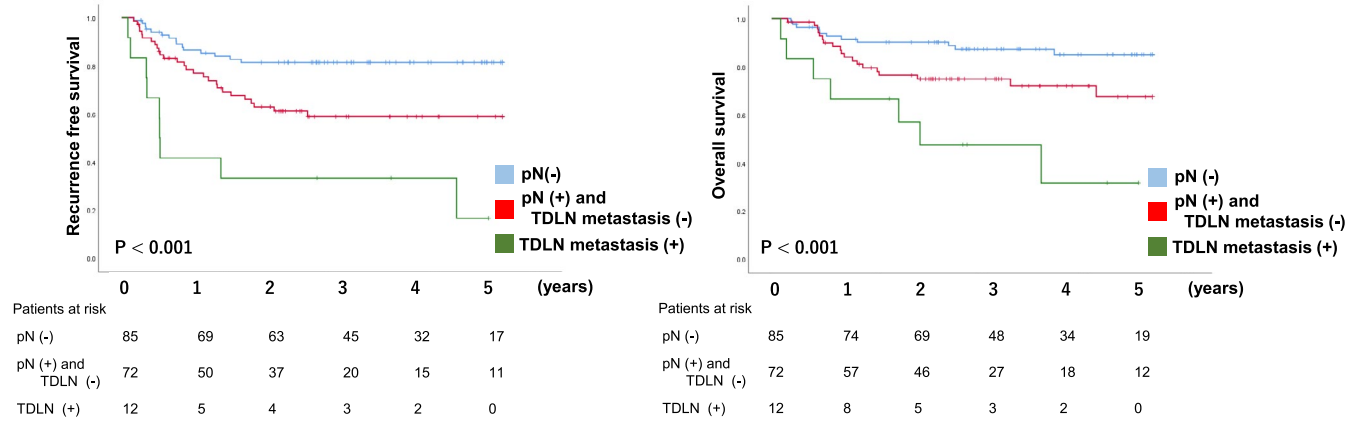 Recurrence free survival
1.0
0.8
0.6
0.4
0.2
0.0
P < 0.001
pN(-)
pN (+) and
TDLN metastasis (-)
TDLN metastasis (+)
0 1 2 3 4 5 (years)
Patients at risk
pN (-) 85 69 63 45 32 17
pN (+) and
TDLN (-) 72 50 37 20 15 11
TDLN (+) 12 5 4 3 2 0
Overall survival
1.0
0.8
0.6
0.4
0.2
0.0
P < 0.001
pN (-)
pN (+) and
TDLN metastasis (-)
TDLN metastasis (+)
0 1 2 3 4 5 (years)
Patients at risk
pN (-) 85 74 69 48 34 19
pN (+) and
TDLN (-) 72 57 46 27 18 12
TDLN (+) 12 8 5 3 2 0